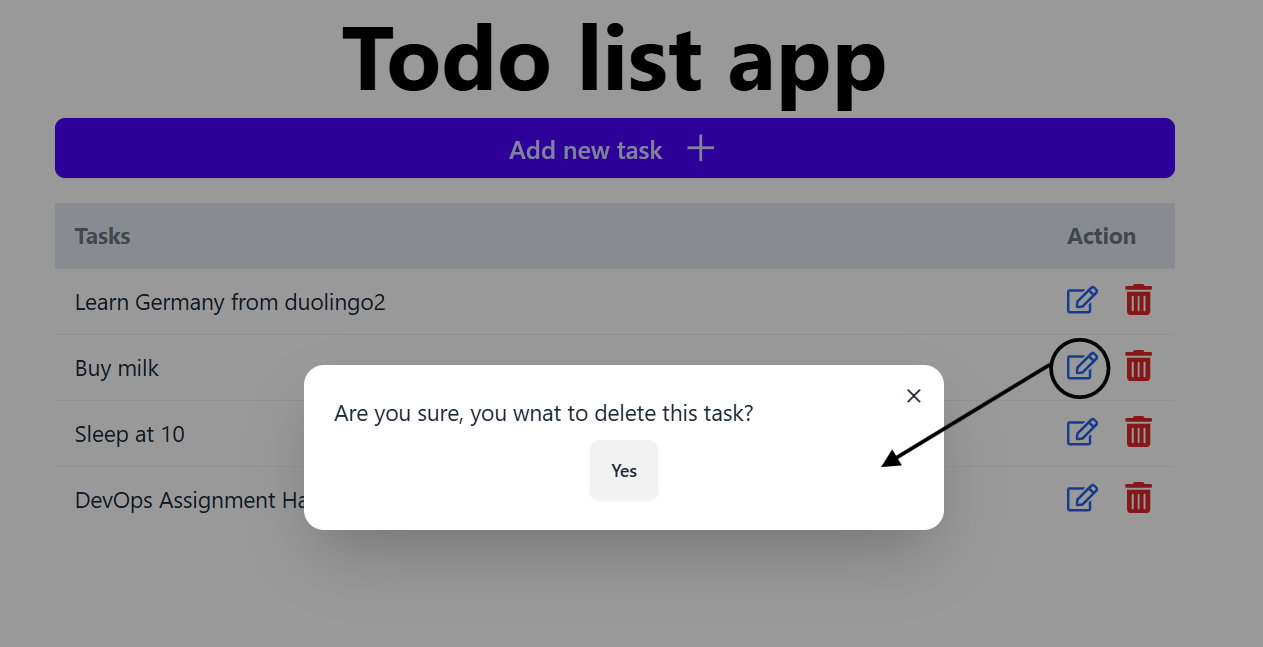 Todo list app
Add new task
Tasks Action
Learn Germany from duolingo2
Buy milk
Are you sure, you wnat to delete this task?
Sleep at 10
Yes
DevOps Assignment Ha